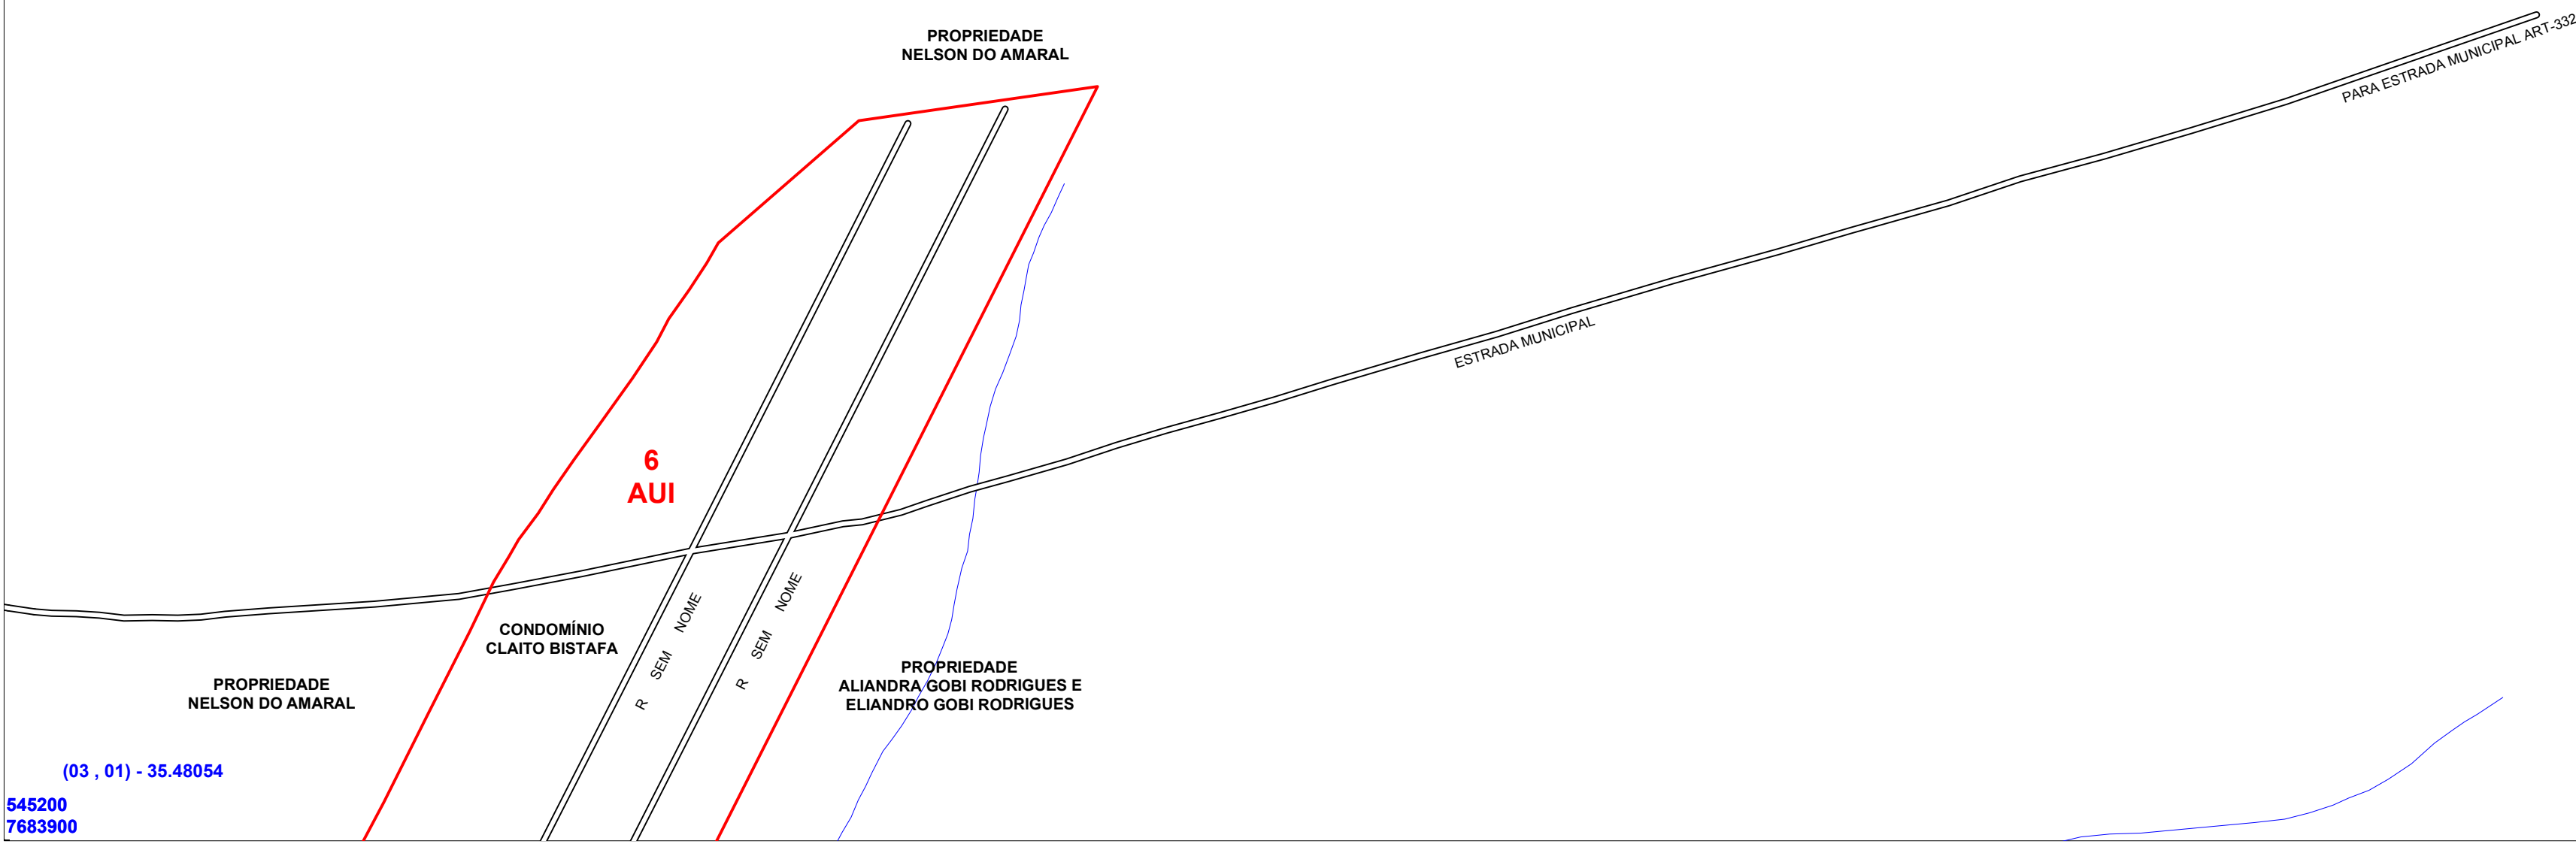 PROPRIEDADE
NELSON DO AMARAL
PARA ESTRADA MUNICIPAL ART-332
ESTRADA MUNICIPAL
6
AUI
CONDOMÍNIO
CLAITO BISTAFA
R SEM NOME
R SEM NOME
PROPRIEDADE
NELSON DO AMARAL
PROPRIEDADE
ALIANDRA GOBI RODRIGUES E
ELIANDRO GOBI RODRIGUES
(03 , 01) - 35.48054
545200
7683900